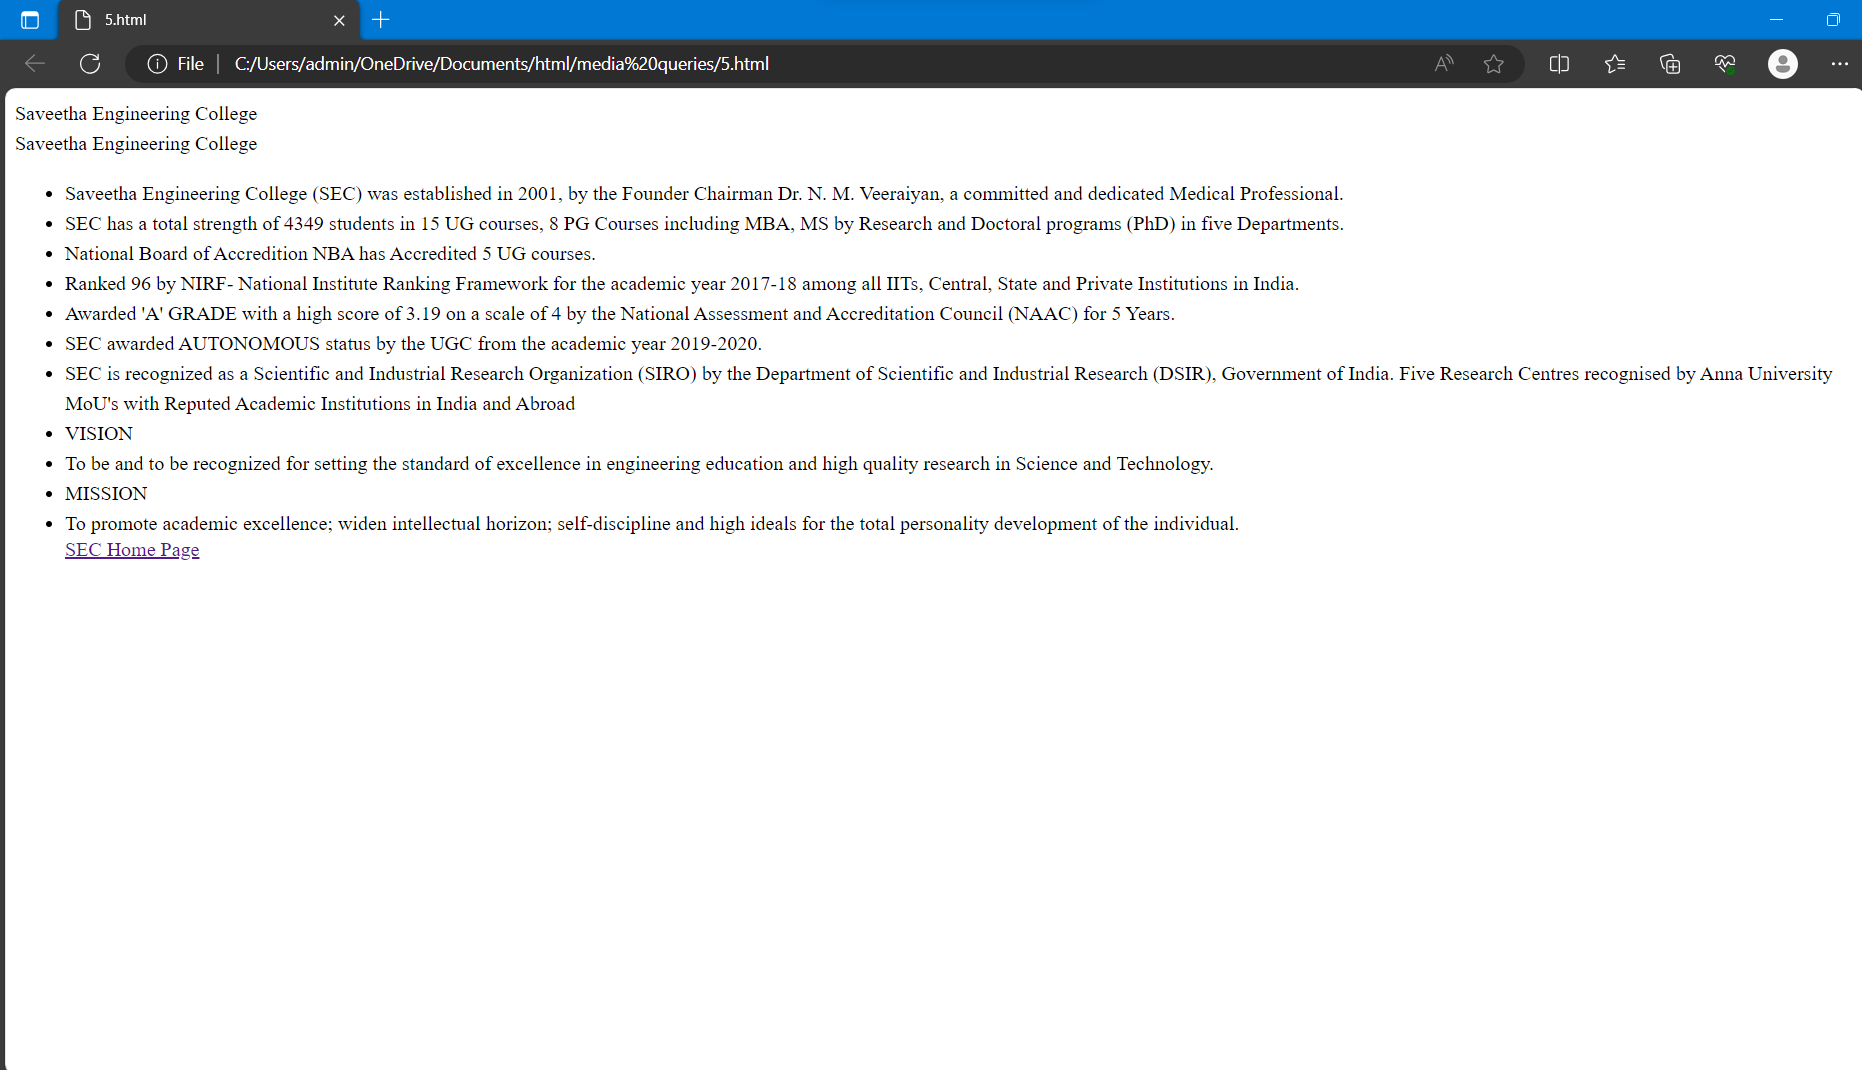 5.html
File
C:/Users/admin/OneDrive/Documents/html/media%20queries/5.html
Saveetha Engineering College
Saveetha Engineering College
Saveetha Engineering College (SEC) was established in 2001, by the Founder Chairman Dr. N. M. Veeraiyan, a committed and dedicated Medical Professional.
SEC has a total strength of 4349 students in 15 UG courses, 8 PG Courses including MBA, MS by Research and Doctoral programs (PhD) in five Departments.
National Board of Accredition NBA has Accredited 5 UG courses.
Ranked 96 by NIRF- National Institute Ranking Framework for the academic year 2017-18 among all IITs, Central, State and Private Institutions in India.
Awarded 'A' GRADE with a high score of 3.19 on a scale of 4 by the National Assessment and Accreditation Council (NAAC) for 5 Years.
SEC awarded AUTONOMOUS status by the UGC from the academic year 2019-2020.
SEC is recognized as a Scientific and Industrial Research Organization (SIRO) by the Department of Scientific and Industrial Research (DSIR), Government of India. Five Research Centres recognised by Anna University
MoU's with Reputed Academic Institutions in India and Abroad
VISION
To be and to be recognized for setting the standard of excellence in engineering education and high quality research in Science and Technology.
MISSION
To promote academic excellence; widen intellectual horizon; self-discipline and high ideals for the total personality development of the individual.
SEC Home Page